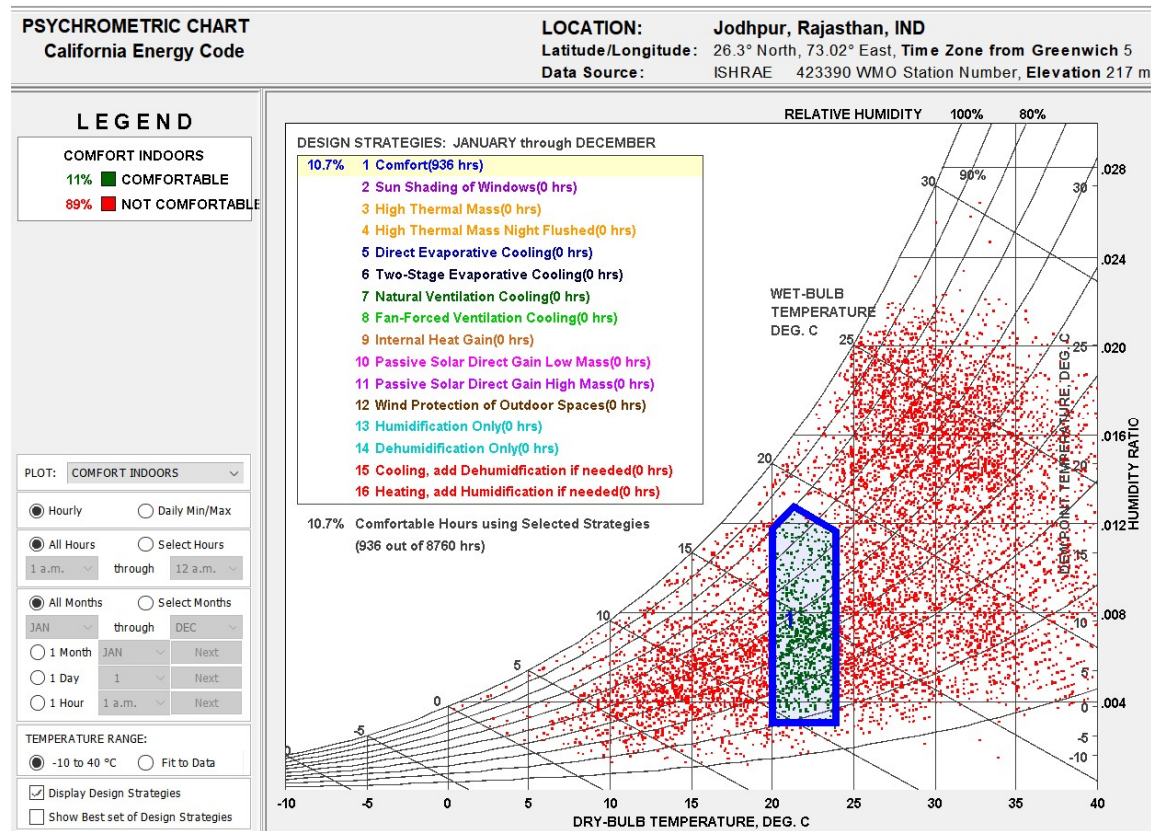 PSYCHROMETRIC CHART
California Energy Code
LOCATION: Jodhpur, Rajasthan, IND
Latitude/Longitude: 26.3° North, 73.02° East, Time Zone from Greenwich 5
Data Source: ISHRAE 423390 WMO Station Number, Elevation 217 m
LEGEND
COMFORT INDOORS
11% COMFORTABLE
89% NOT COMFORTABLE
PLOT: COMFORT INDOORS
Hourly Daily Min/Max
All Hours Select Hours
1 a.m. through 12 a.m.
All Months Select Months
JAN through DEC
1 Month JAN Next
1 Day 1 Next
1 Hour 1 a.m. Next
TEMPERATURE RANGE:
-10 to 40 °C Fit to Data
Display Design Strategies
Show Best set of Design Strategies
RELATIVE HUMIDITY 100% 80%
90%
DESIGN STRATEGIES: JANUARY through DECEMBER
10.7% 1 Comfort(936 hrs)
2 Sun Shading of Windows(0 hrs)
3 High Thermal Mass(0 hrs)
4 High Thermal Mass Night Flushed(0 hrs)
5 Direct Evaporative Cooling(0 hrs)
6 Two-Stage Evaporative Cooling(0 hrs)
7 Natural Ventilation Cooling(0 hrs)
8 Fan-Forced Ventilation Cooling(0 hrs)
9 Internal Heat Gain(0 hrs)
10 Passive Solar Direct Gain Low Mass(0 hrs)
11 Passive Solar Direct Gain High Mass(0 hrs)
12 Wind Protection of Outdoor Spaces(0 hrs)
13 Humidification Only(0 hrs)
14 Dehumidification Only(0 hrs)
15 Cooling, add Dehumidfication if needed(0 hrs)
16 Heating, add Humidification if needed(0 hrs)
10.7% Comfortable Hours using Selected Strategies
(936 out of 8760 hrs)
WET-BULB
TEMPERATURE
DEG. C
30
25
20
15
10
5
0
-5
1
DEW POINT TEMPERATURE, DEG. C
30
25
20
15
10
5
0
-5
-10
HUMIDITY RATIO
.028
.024
.020
.016
.012
.008
.004
-10 -5 0 5 10 15 20 25 30 35 40
DRY-BULB TEMPERATURE, DEG. C